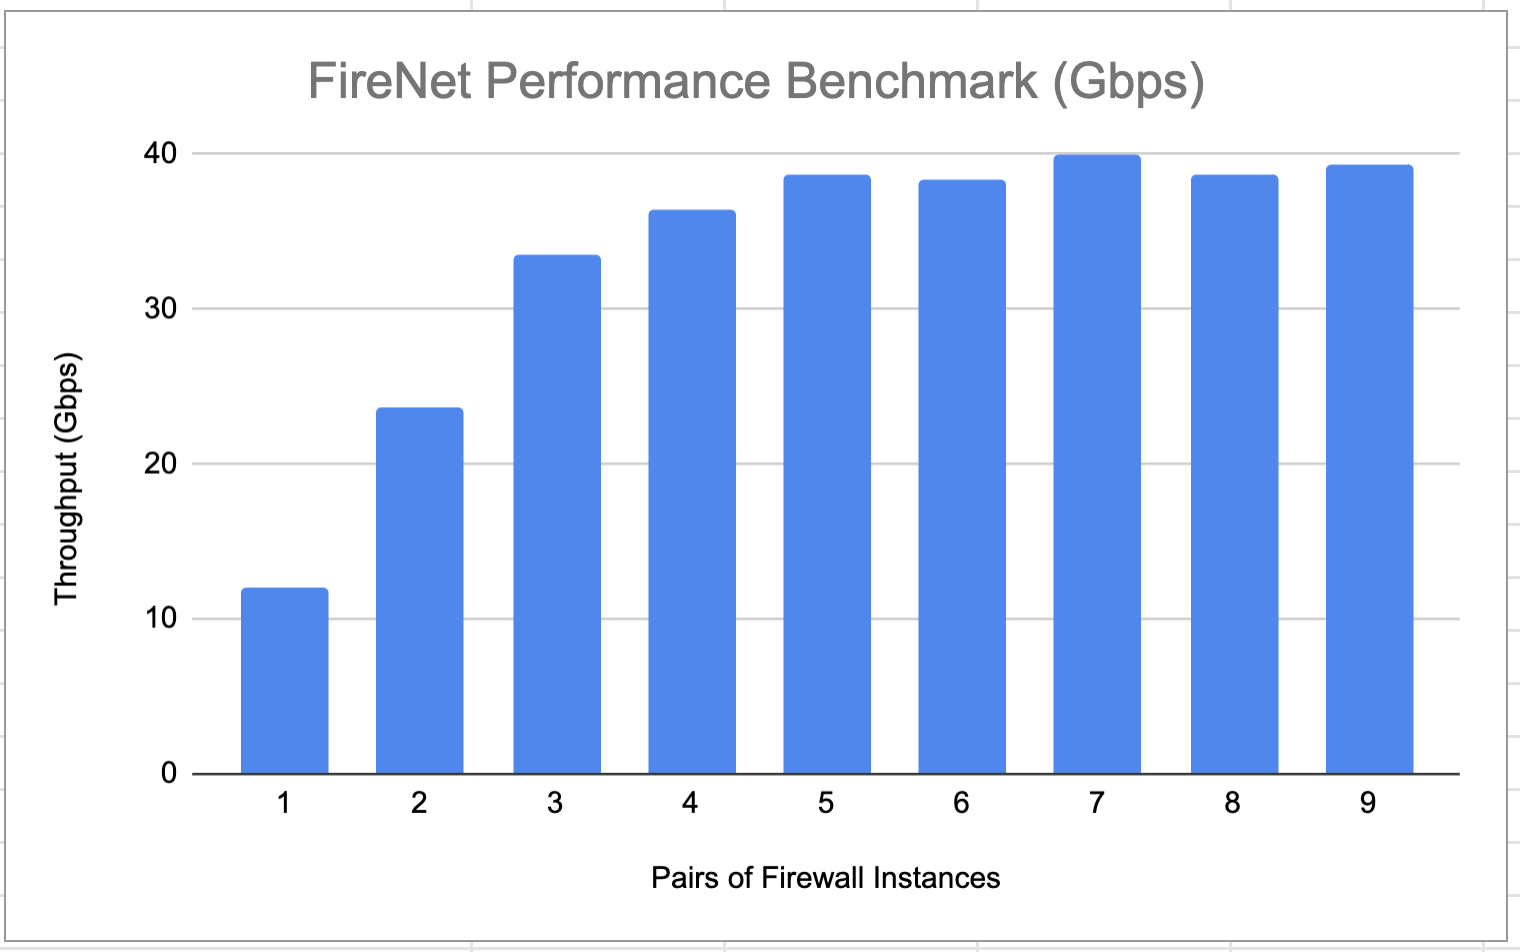 FireNet Performance Benchmark (Gbps)
40
30
20
10
0
Throughput (Gbps)
1 2 3 4 5 6 7 8 9
Pairs of Firewall Instances